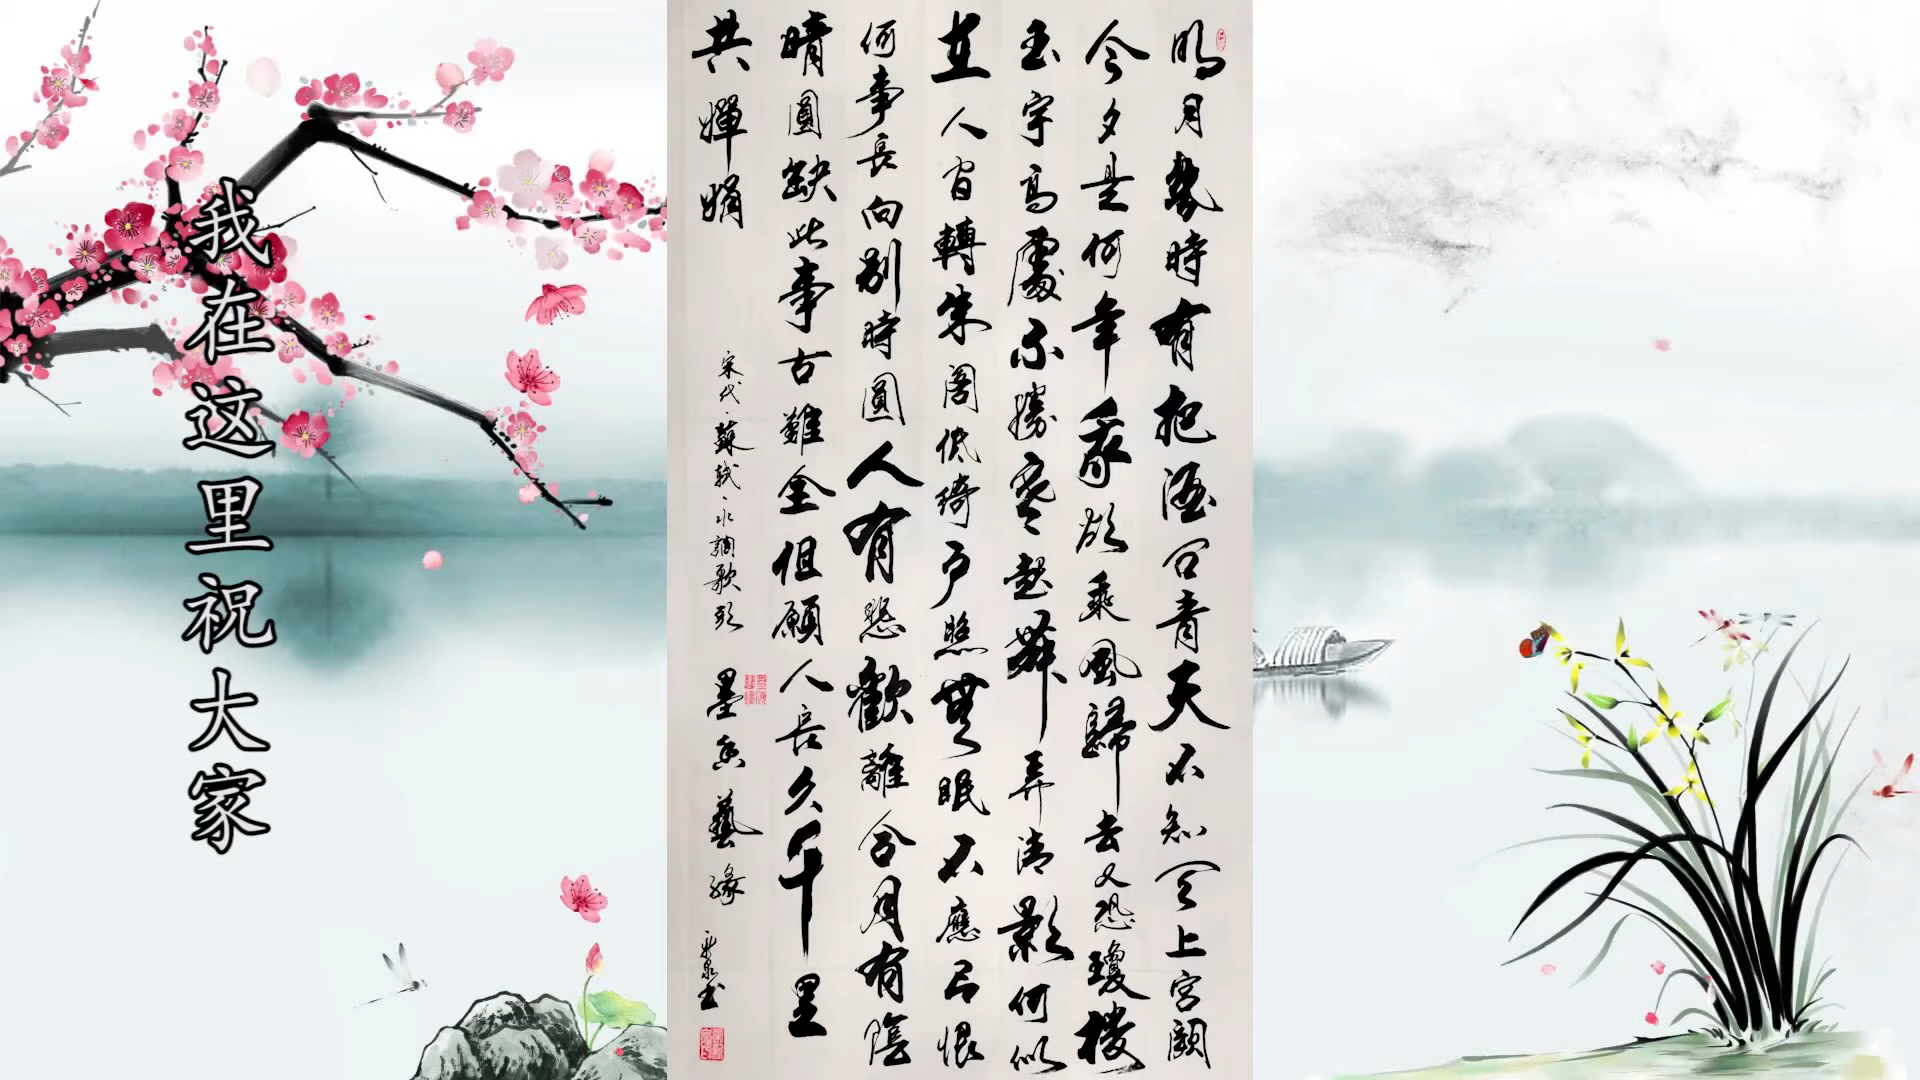 我在这里祝大家
明月幾時有把酒問青天不知天上宮闕
今夕是何年我欲乘風歸去又恐瓊樓
玉宇高處不勝寒起舞弄清影何似
在人間轉朱閣低綺戶照無眠不應有恨
何事長向別時圓人有悲歡離合月有陰
晴圓缺此事古難全但願人長久千里
共嬋娟
宋代·蘇軾·水調歌頭 墨香藝緣